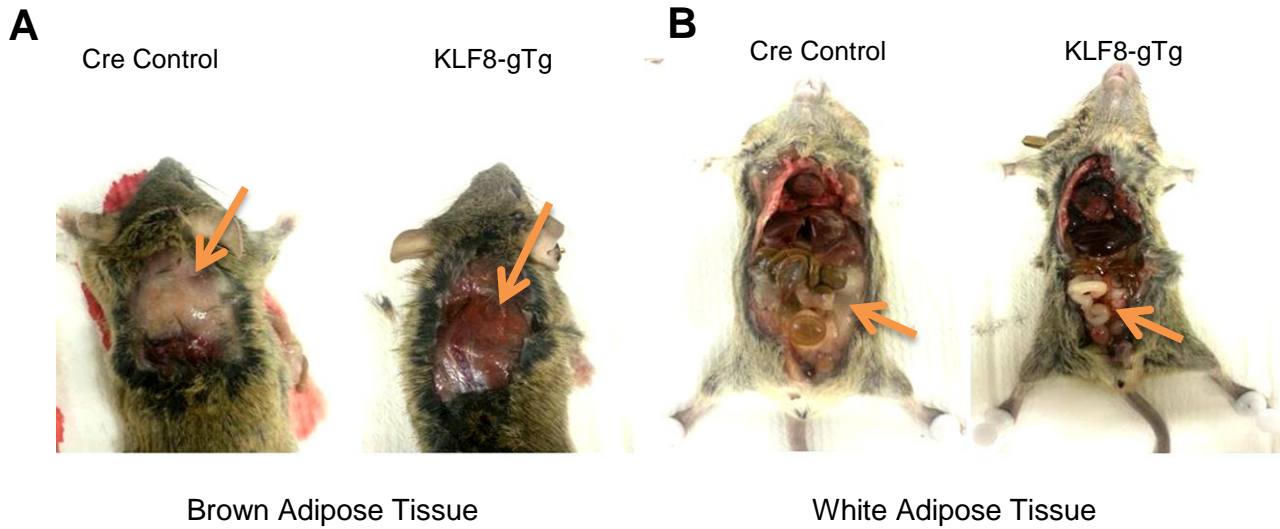 A
Cre Control KLF8-gTg
Brown Adipose Tissue
B
Cre Control KLF8-gTg
White Adipose Tissue